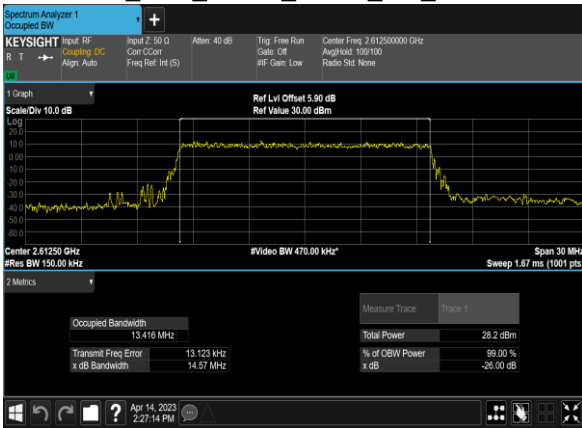 Spectrum Analyzer 1
Occupied BW
+
KEYSIGHT Input: RF Input Z: 50 Ω Atten: 40 dB Trig: Free Run Center Freq: 2.612500000 GHz
R T Coupling: DC Corr CCorr Gate: Off Avg|Hold: 100/100
Align: Auto Freq Ref: Int (S) #IF Gain: Low Radio Std: None
LXI
1 Graph
Ref Lvl Offset 5.90 dB
Scale/Div 10.0 dB Ref Value 30.00 dBm
Log
20.0
10.0
0.00
-10.0
-20.0
-30.0
-40.0
-50.0
-60.0
Center 2.61250 GHz #Video BW 470.00 kHz* Span 30 MHz
#Res BW 150.00 kHz Sweep 1.67 ms (1001 pts
2 Metrics
Measure Trace Trace 1
Occupied Bandwidth
13.416 MHz Total Power 28.2 dBm
Transmit Freq Error 13.123 kHz % of OBW Power 99.00 %
x dB Bandwidth 14.57 MHz x dB -26.00 dB
? Apr 14, 2023
2:27:14 PM